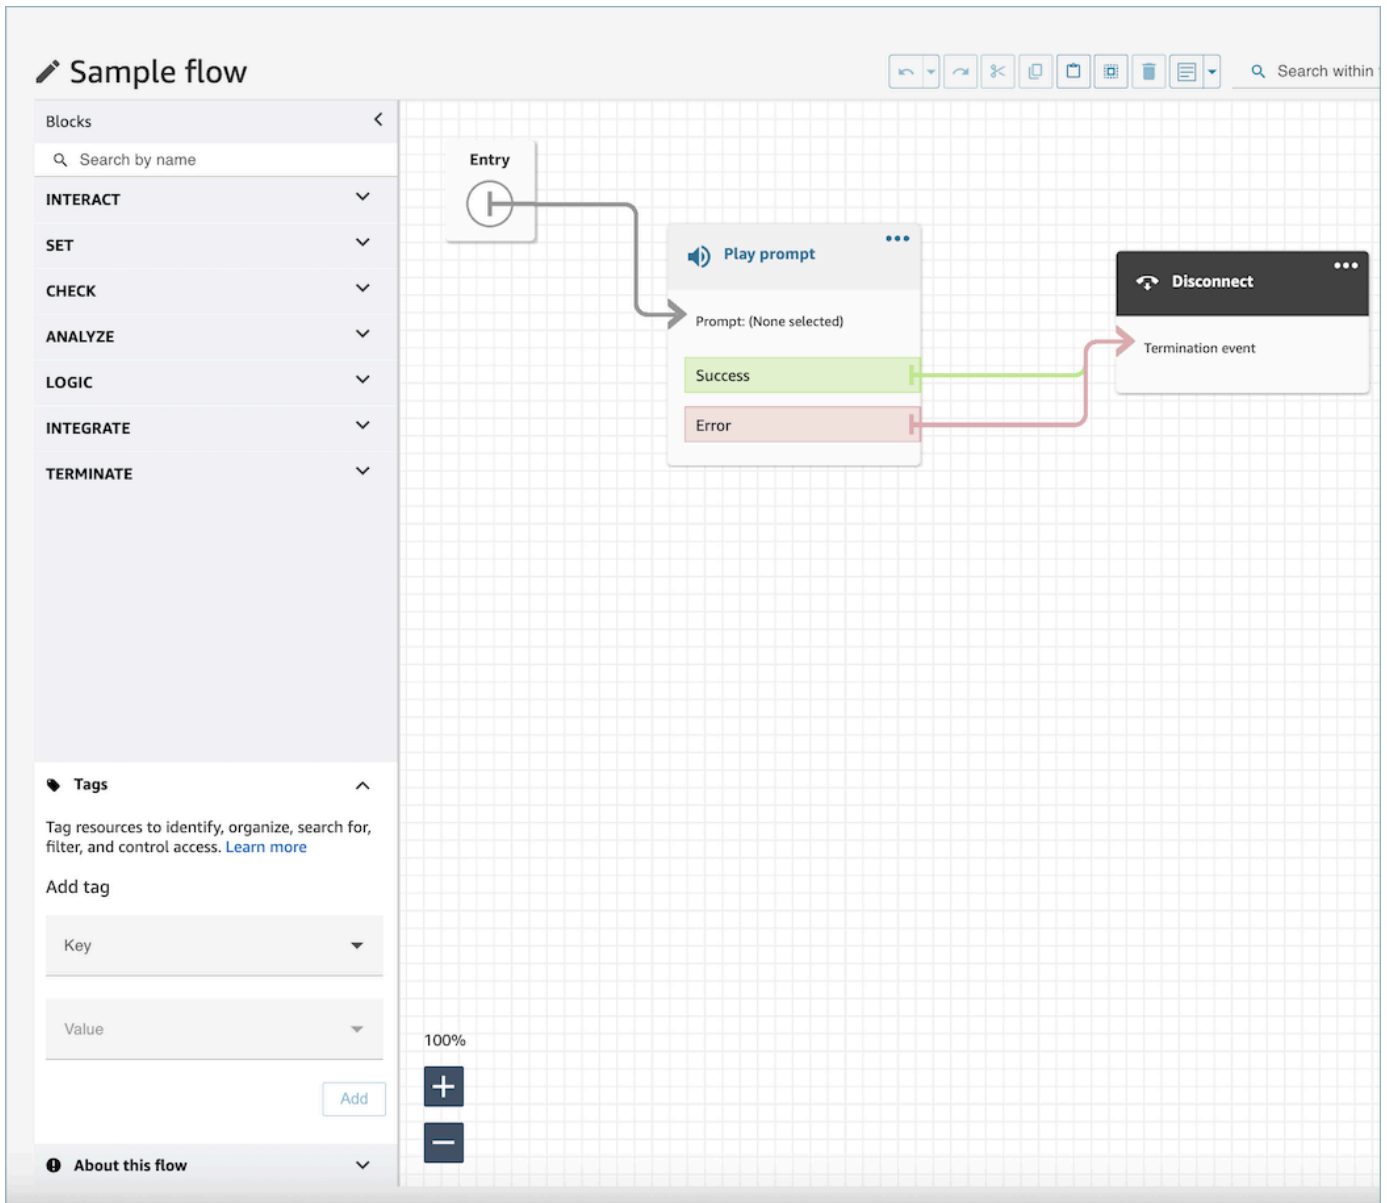 Sample flow
Search within
Blocks
Search by name
INTERACT
SET
CHECK
ANALYZE
LOGIC
INTEGRATE
TERMINATE
Entry
Play prompt
Prompt: (None selected)
Success
Error
Disconnect
Termination event
Tags
Tag resources to identify, organize, search for,
filter, and control access. Learn more
Add tag
Key
Value
Add
About this flow
100%